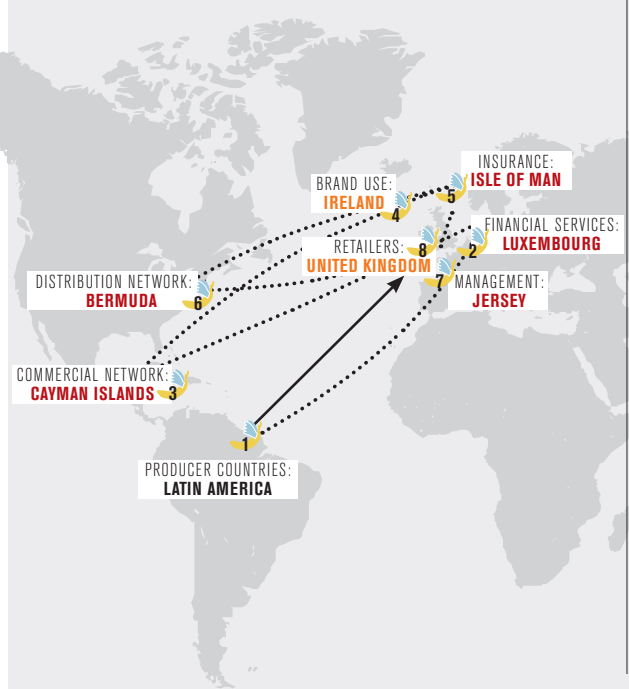 INSURANCE:
ISLE OF MAN
5
BRAND USE:
IRELAND
4
FINANCIAL SERVICES:
LUXEMBOURG
2
RETAILERS:
UNITED KINGDOM
8
MANAGEMENT:
JERSEY
7
DISTRIBUTION NETWORK:
BERMUDA
6
COMMERCIAL NETWORK:
CAYMAN ISLANDS
3
1
PRODUCER COUNTRIES:
LATIN AMERICA